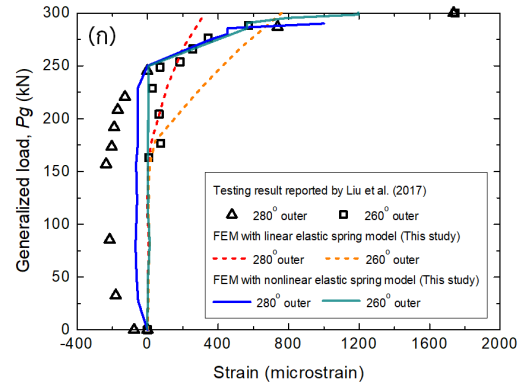 (ก)
Generalized load, Pg (kN)
300
250
200
150
100
50
0
-400 0 400 800 1200 1600 2000
Strain (microstrain)
Testing result reported by Liu et al. (2017)
280° outer 260° outer
FEM with linear elastic spring model (This study)
280° outer 260° outer
FEM with nonlinear elastic spring model (This study)
280° outer 260° outer